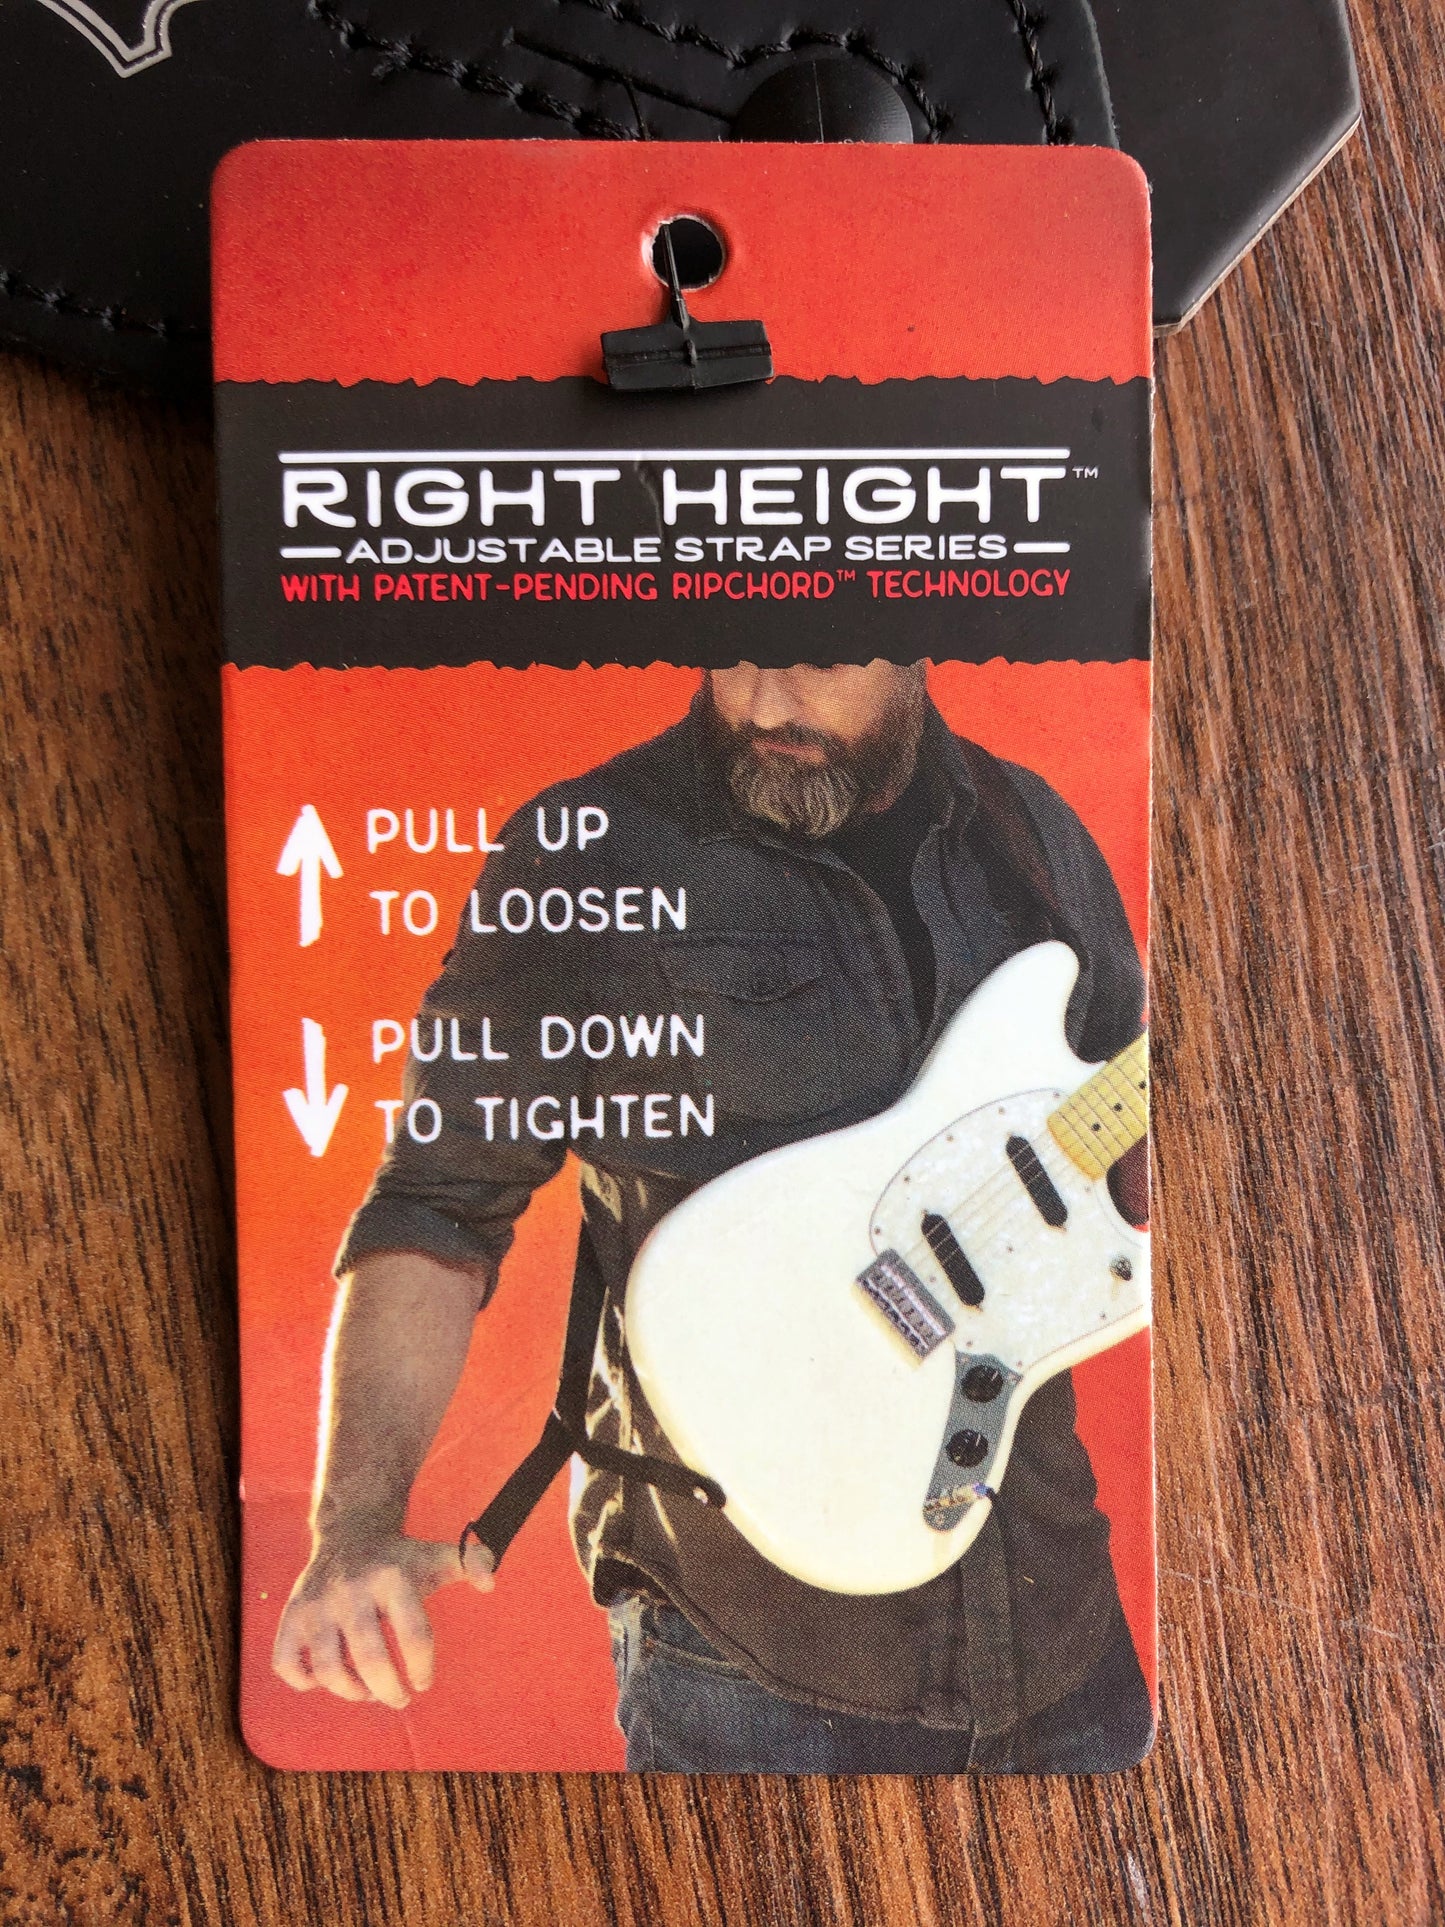 RIGHT HEIGHT™
ADJUSTABLE STRAP SERIES
WITH PATENT-PENDING RIPCHORD™ TECHNOLOGY
PULL UP
TO LOOSEN
PULL DOWN
TO TIGHTEN